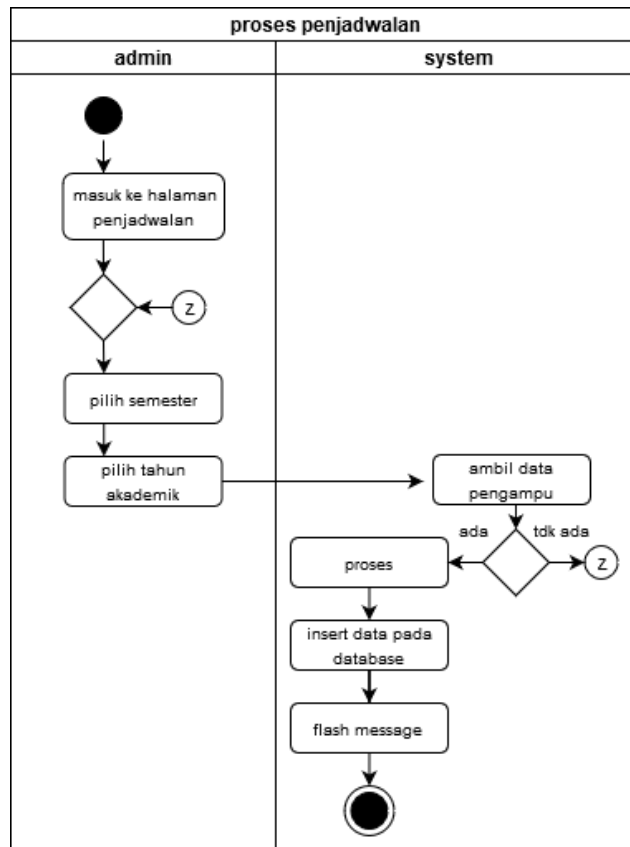 proses penjadwalan
admin
system
masuk ke halaman
penjadwalan
Z
pilih semester
pilih tahun
akademik
ambil data
pengampu
ada
tdk ada
proses
Z
insert data pada
database
flash message